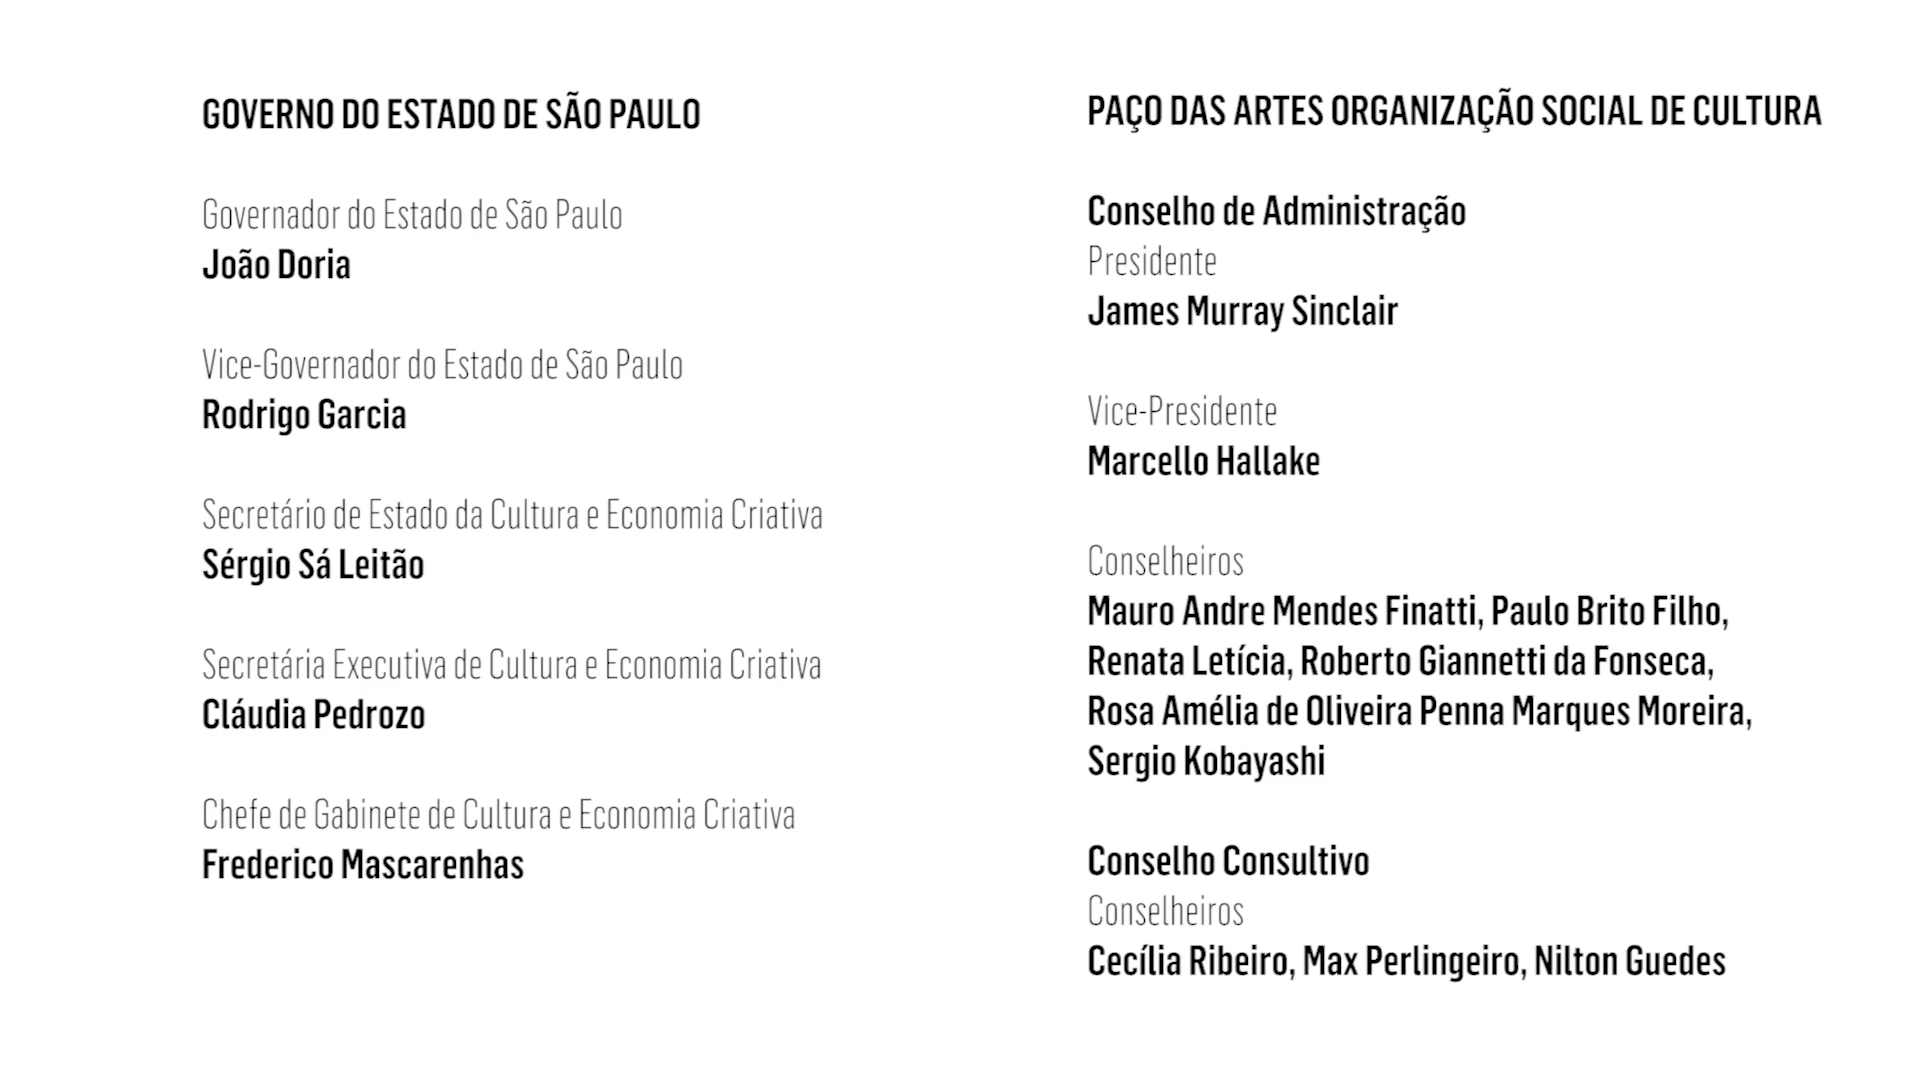 GOVERNO DO ESTADO DE SÃO PAULO
Governador do Estado de São Paulo
João Doria
Vice-Governador do Estado de São Paulo
Rodrigo Garcia
Secretário de Estado da Cultura e Economia Criativa
Sérgio Sá Leitão
Secretária Executiva de Cultura e Economia Criativa
Cláudia Pedrozo
Chefe de Gabinete de Cultura e Economia Criativa
Frederico Mascarenhas
PAÇO DAS ARTES ORGANIZAÇÃO SOCIAL DE CULTURA
Conselho de Administração
Presidente
James Murray Sinclair
Vice-Presidente
Marcello Hallake
Conselheiros
Mauro Andre Mendes Finatti, Paulo Brito Filho,
Renata Letícia, Roberto Giannetti da Fonseca,
Rosa Amélia de Oliveira Penna Marques Moreira,
Sergio Kobayashi
Conselho Consultivo
Conselheiros
Cecília Ribeiro, Max Perlingeiro, Nilton Guedes